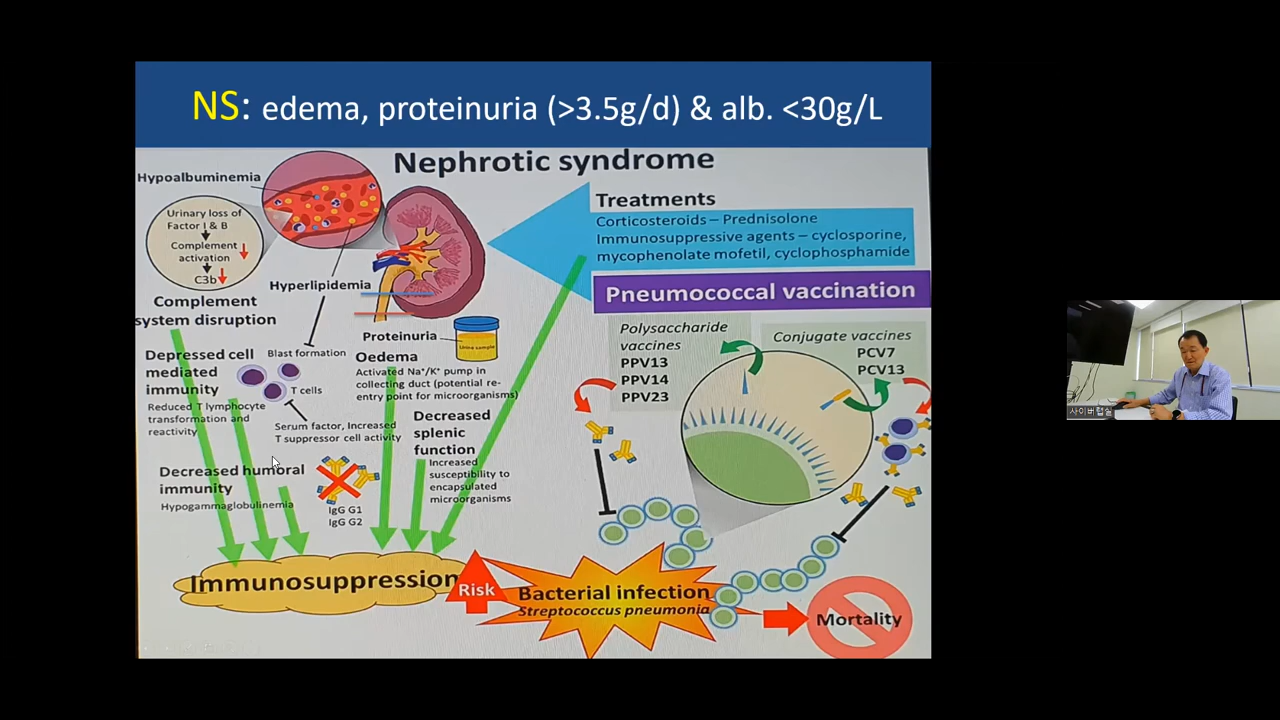 NS: edema, proteinuria (>3.5g/d) & alb. <30g/L
Nephrotic syndrome
Hypoalbuminemia
Urinary loss of
Factor I & B
Complement
activation
C3b
Complement
system disruption
Hyperlipidemia
Blast formation
T cells
Serum factor, Increased
T suppressor cell activity
Depressed cell
mediated
immunity
Reduced T lymphocyte
transformation and
reactivity
Decreased humoral
immunity
Hypogammaglobulinemia
IgG G1
IgG G2
Proteinuria
Urine sample
Oedema
Activated Na⁺/K⁺ pump in
collecting duct (potential re-
entry point for microorganisms)
Decreased
splenic
function
Increased
susceptibility to
encapsulated
microorganisms
Treatments
Corticosteroids – Prednisolone
Immunosuppressive agents – cyclosporine,
mycophenolate mofetil, cyclophosphamide
Pneumococcal vaccination
Polysaccharide
vaccines
PPV13
PPV14
PPV23
Conjugate vaccines
PCV7
PCV13
Immunosuppression
Risk
Bacterial infection
Streptococcus pneumonia
Mortality
사이버랩실